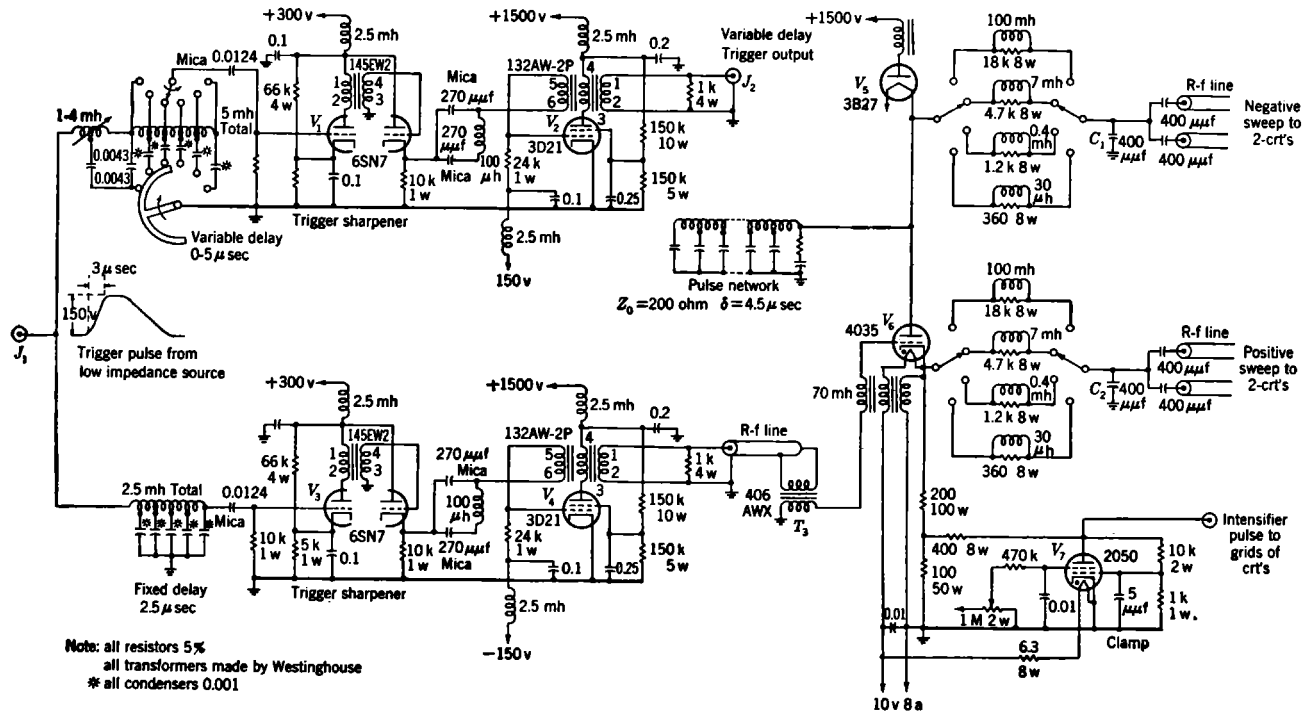 +300 v
2.5 mh
+1500 v
2.5 mh
Variable delay
Trigger output
+1500 v
100 mh
18 k 8 w
Mica 0.0124
0.1
145EW2
1 4
2 3
66 k
4 w
132AW-2P
4
5 1
6 2
3
0.2
1 k
4 w
J2
V5
3B27
7 mh
4.7 k 8 w
R-f line
Negative
sweep to
2-crt's
400
μμf
400
μμf
C1 400
μμf
1-4 mh
5 mh
Total
V1
6SN7
Mica
270 μμf
270
μμf
Mica
100
μh
V2
3D21
150 k
10 w
150 k
5 w
0.4
mh
1.2 k 8 w
30
μh
360 8 w
0.0043
0.0043
0.1
10 k
1 w
24 k
1 w
0.1
0.25
Trigger sharpener
Variable delay
0-5 μ sec
2.5 mh
150 v
Pulse network
Z0 = 200 ohm δ = 4.5 μ sec
3 μ sec
150 v
J3
Trigger pulse from
low impedance source
100 mh
18 k 8 w
V6
4035
7 mh
4.7 k 8 w
R-f line
Positive
sweep to
2-crt's
400
μμf
400
μμf
C2 400
μμf
70 mh
0.4
mh
1.2 k 8 w
30
μh
360 8 w
+300 v
2.5 mh
+1500 v
2.5 mh
145EW2
1 4
2 3
66 k
4 w
132AW-2P
4
5 1
6 2
3
0.2
1 k
4 w
R-f line
406
AWX
T3
2.5 mh Total
0.0124
Mica
V3
6SN7
270 μμf
Mica
100
μh
270 μμf
Mica
V4
3D21
150 k
10 w
150 k
5 w
10 k
1 w
5 k
1 w
0.1
10 k
1 w
24 k
1 w
0.1
0.25
Fixed delay
2.5 μ sec
Trigger sharpener
2.5 mh
−150 v
200
100 w
400 8 w
100
50 w
470 k
V7
2050
10 k
2 w
Intensifier
pulse to
grids of
crt's
0.01
5
μμf
1 k
1 w.
0.01
1 M 2 w
Clamp
6.3
8 w
10 v 8 a
Note: all resistors 5%
all transformers made by Westinghouse
* all condensers 0.001